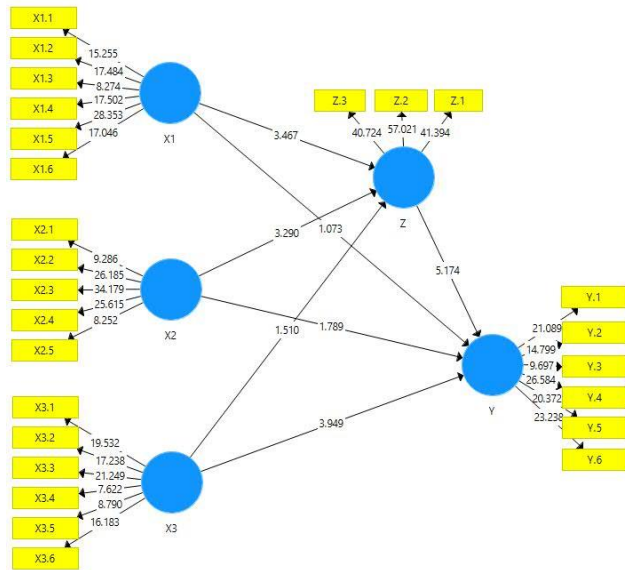 X1.1
X1.2
X1.3
X1.4
X1.5
X1.6
15.255
17.484
8.274
17.502
28.353
17.046
X1
Z.3
Z.2
Z.1
40.724
57.021
41.394
Z
3.467
3.290
1.073
5.174
1.510
1.789
3.949
X2.1
X2.2
X2.3
X2.4
X2.5
9.286
26.185
34.179
25.615
8.252
X2
Y.1
Y.2
Y.3
Y.4
Y.5
Y.6
21.089
14.799
9.697
26.584
20.372
23.238
Y
X3.1
X3.2
X3.3
X3.4
X3.5
X3.6
19.532
17.238
21.249
7.622
8.790
16.183
X3